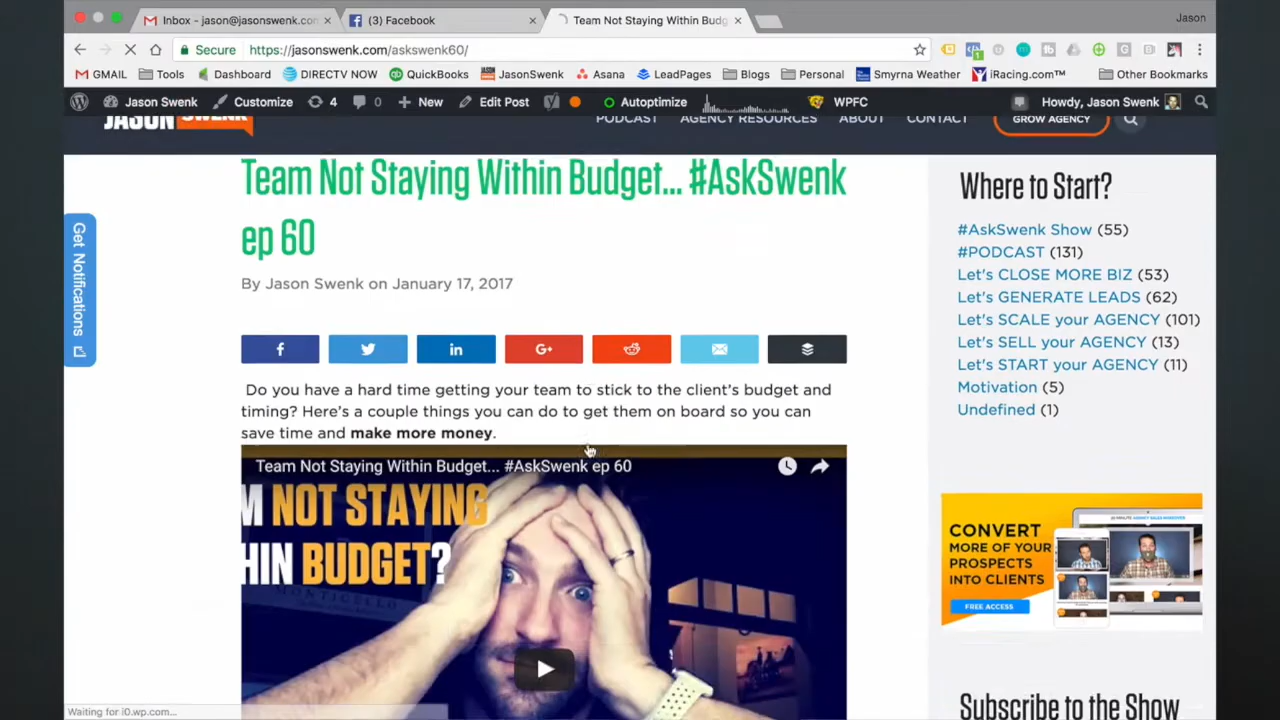 Inbox - jason@jasonswenk.com
(3) Facebook
Team Not Staying Within Budg
Jason
Secure https://jasonswenk.com/askswenk60/
GMAIL Tools Dashboard DIRECTV NOW QuickBooks JasonSwenk Asana LeadPages Blogs Personal Smyrna Weather iRacing.com™ Other Bookmarks
Jason Swenk Customize 4 0 New Edit Post Autoptimize WPFC Howdy, Jason Swenk
JASON SWENK PODCAST AGENCY RESOURCES ABOUT CONTACT GROW AGENCY
Team Not Staying Within Budget... #AskSwenk
ep 60
By Jason Swenk on January 17, 2017
Get Notifications
Do you have a hard time getting your team to stick to the client's budget and
timing? Here's a couple things you can do to get them on board so you can
save time and make more money.
Team Not Staying Within Budget... #AskSwenk ep 60
M NOT STAYING
HIN BUDGET?
MONTICELLO
Where to Start?
#AskSwenk Show (55)
#PODCAST (131)
Let's CLOSE MORE BIZ (53)
Let's GENERATE LEADS (62)
Let's SCALE your AGENCY (101)
Let's SELL your AGENCY (13)
Let's START your AGENCY (11)
Motivation (5)
Undefined (1)
CONVERT
MORE OF YOUR
PROSPECTS
INTO CLIENTS
FREE ACCESS
Subscribe to the Show
Waiting for i0.wp.com...